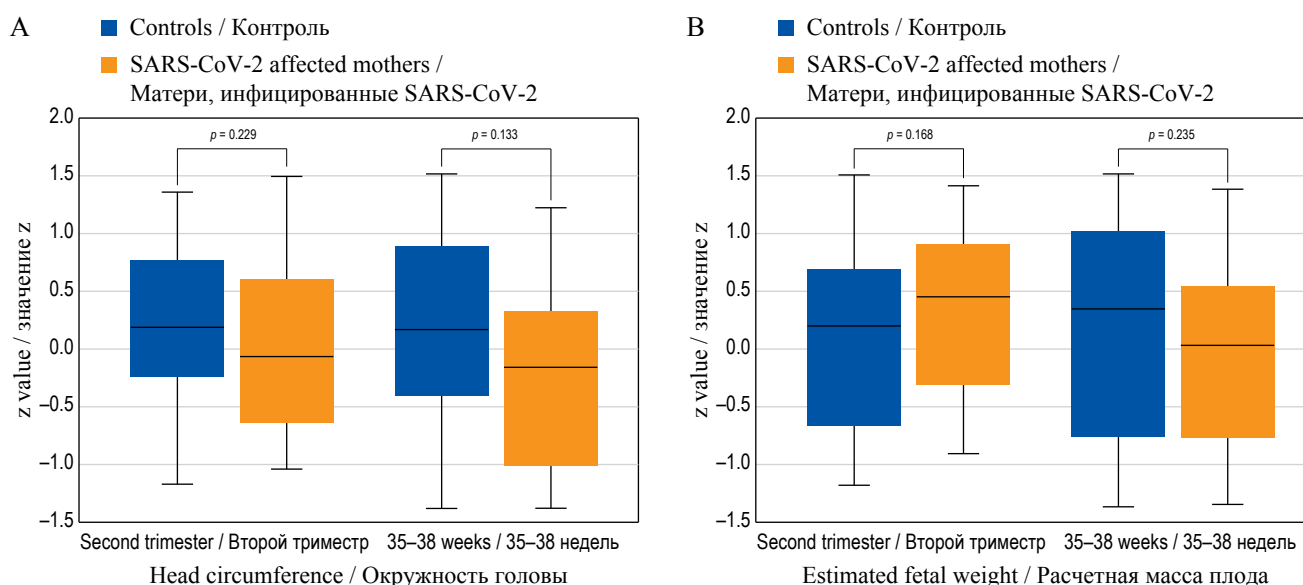 A
Controls / Контроль
SARS-CoV-2 affected mothers /
Матери, инфицированные SARS-CoV-2
2.0
1.5
1.0
0.5
0.0
–0.5
–1.0
–1.5
z value / значение z
p = 0.229
p = 0.133
Second trimester / Второй триместр
35–38 weeks / 35–38 недель
Head circumference / Окружность головы
B
Controls / Контроль
SARS-CoV-2 affected mothers /
Матери, инфицированные SARS-CoV-2
2.0
1.5
1.0
0.5
0.0
–0.5
–1.0
–1.5
z value / значение z
p = 0.168
p = 0.235
Second trimester / Второй триместр
35–38 weeks / 35–38 недель
Estimated fetal weight / Расчетная масса плода